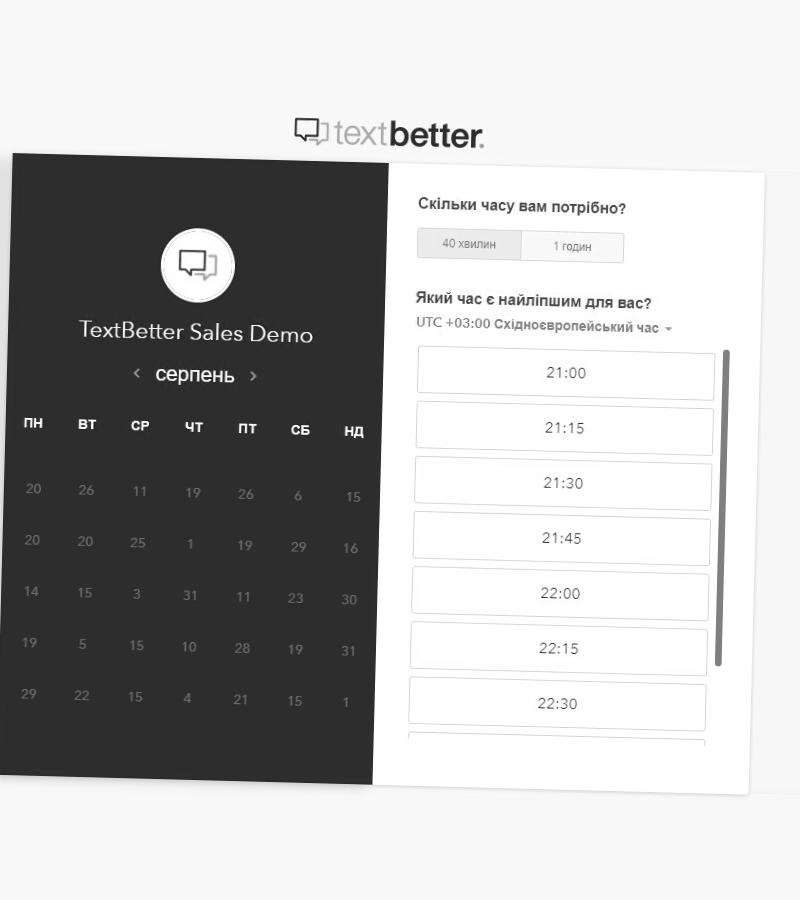 textbetter.
TextBetter Sales Demo
< серпень >
ПН ВТ СР ЧТ ПТ СБ НД
20 26 11 19 26 6 15
20 20 25 1 19 29 16
14 15 3 31 11 23 30
19 5 15 10 28 19 31
29 22 15 4 21 15 1
Скільки часу вам потрібно?
40 хвилин 1 годин
Який час є найліпшим для вас?
UTC +03:00 Східноєвропейський час
21:00
21:15
21:30
21:45
22:00
22:15
22:30